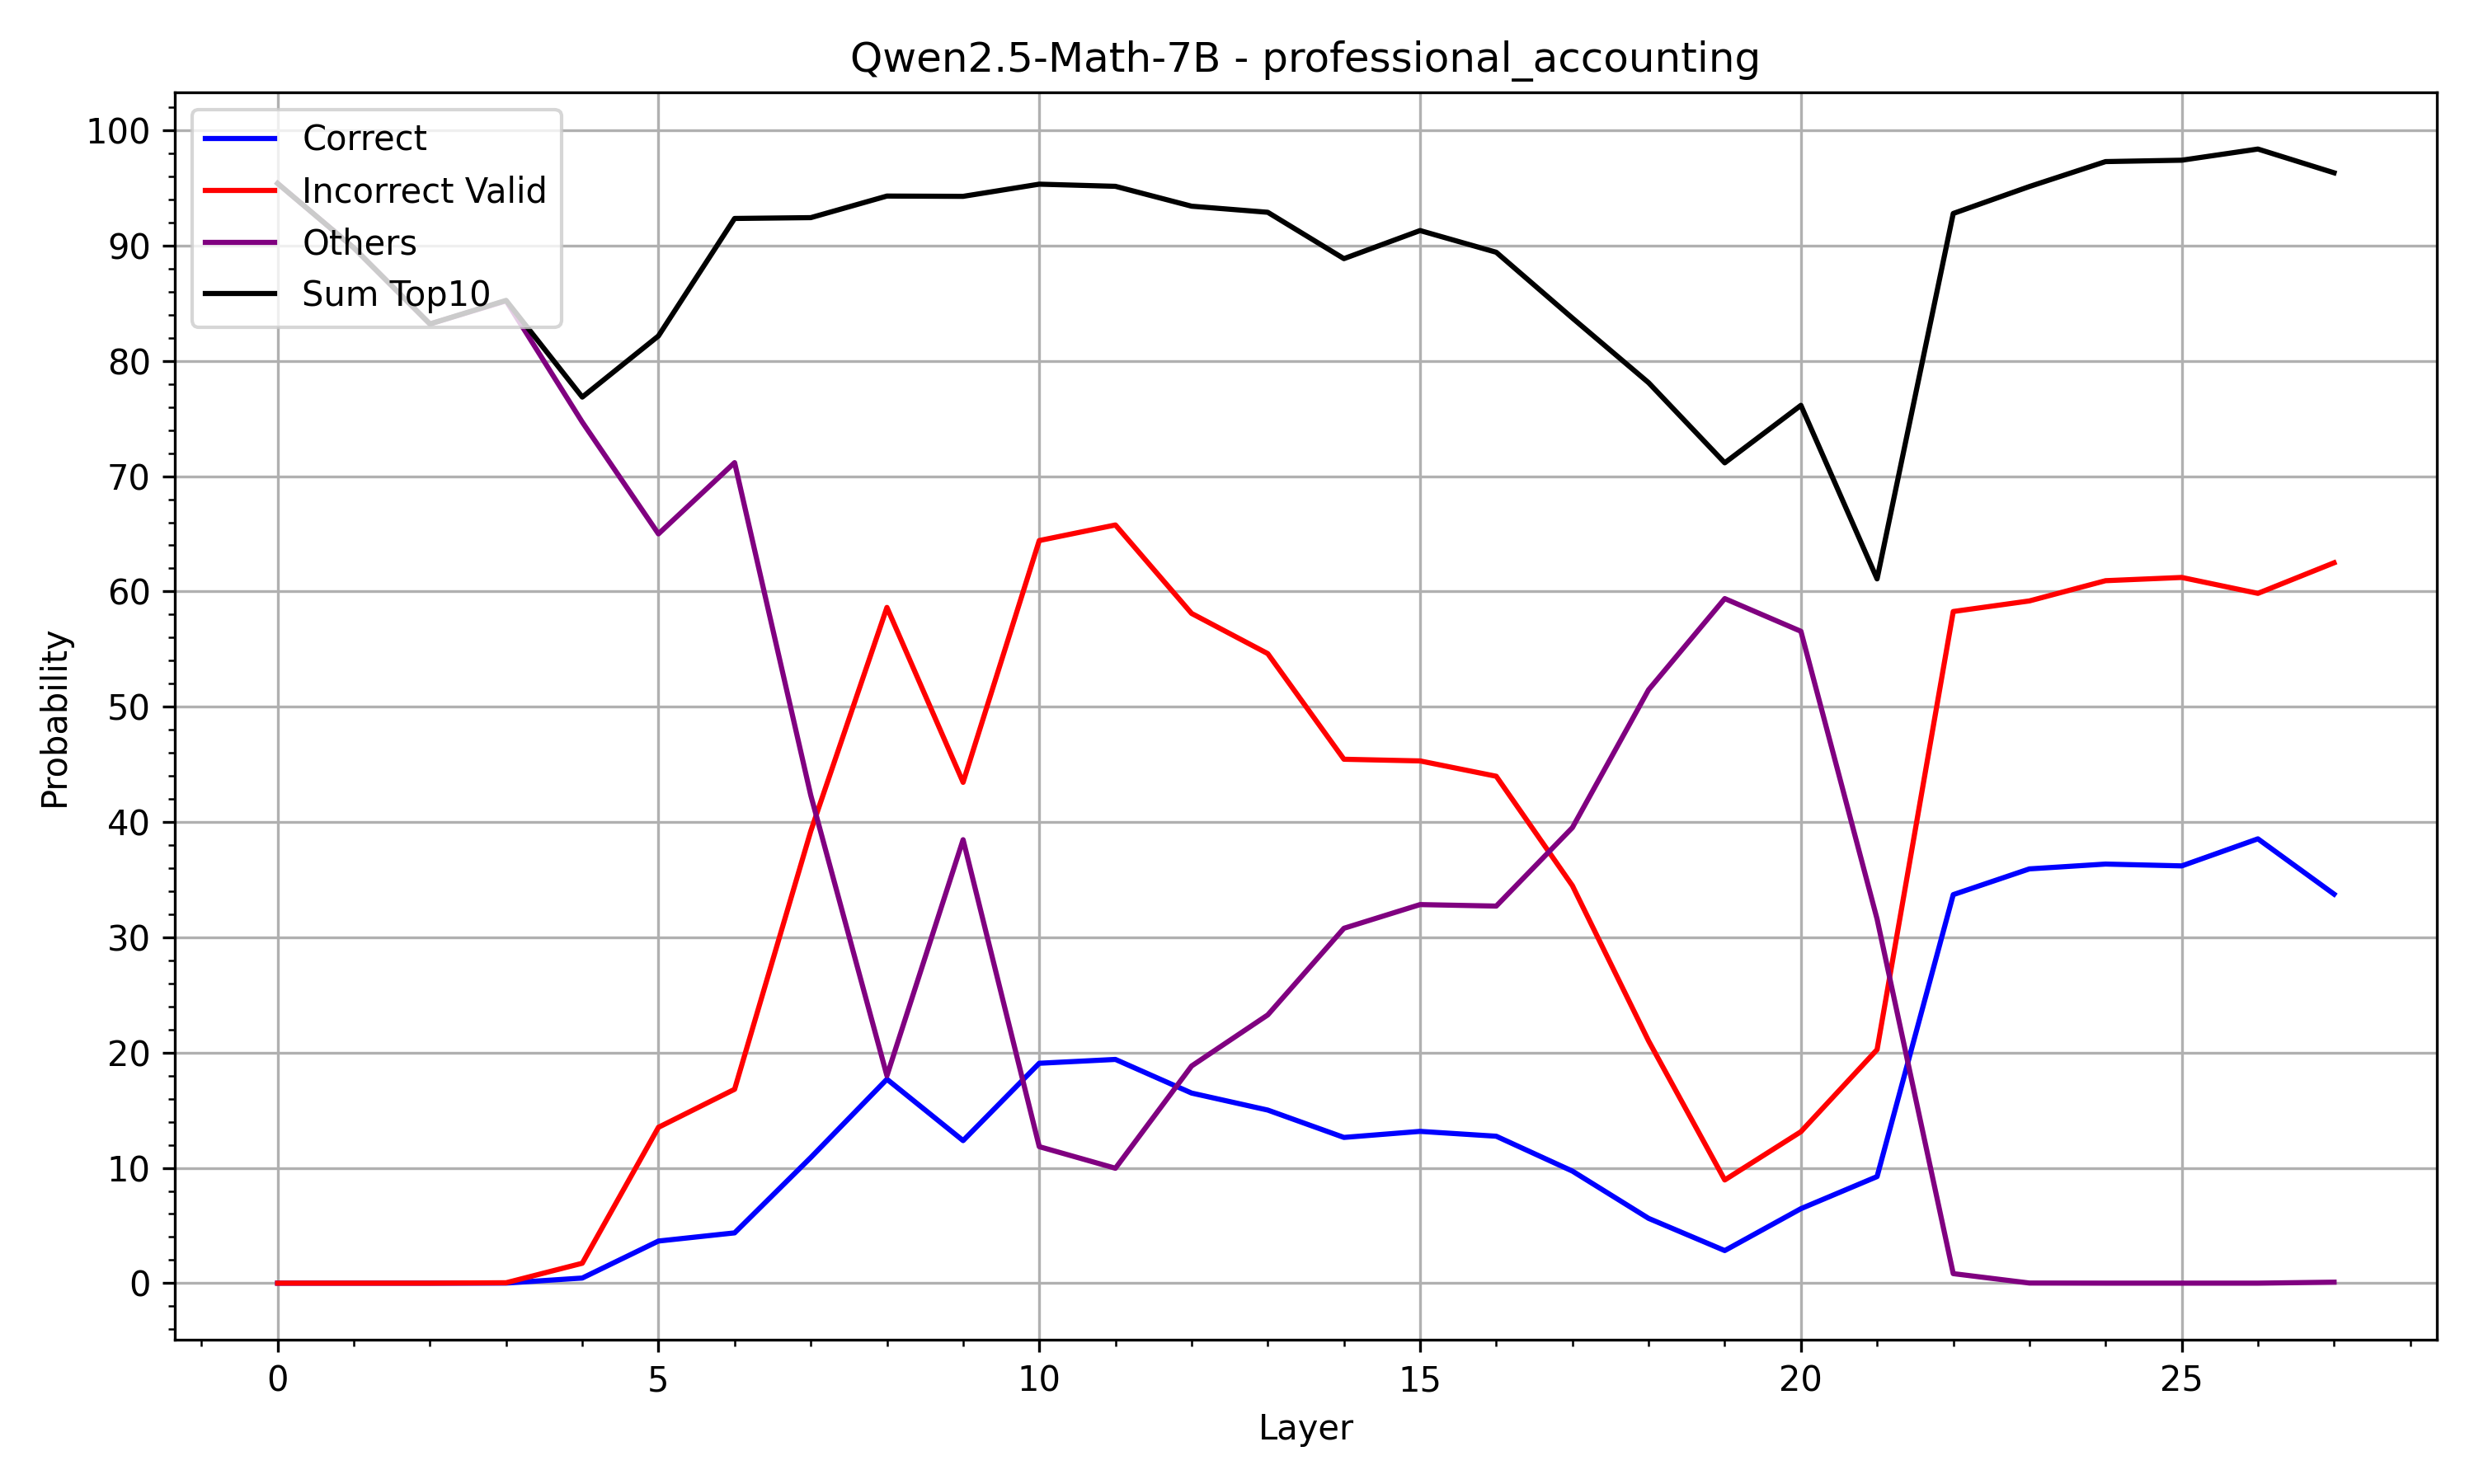 Qwen2.5-Math-7B - professional_accounting
Correct
Incorrect Valid
Others
Sum Top10
Probability
100
90
80
70
60
50
40
30
20
10
0
0 5 10 15 20 25
Layer